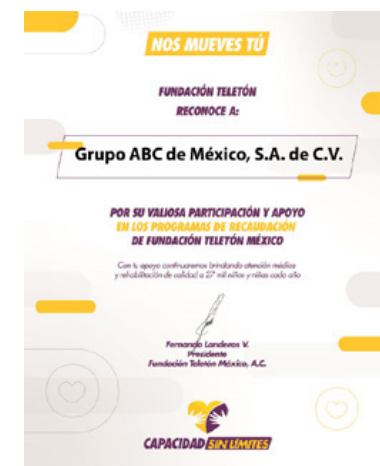 NOS MUEVES TÚ
FUNDACIÓN TELETÓN
RECONOCE A:
Grupo ABC de México, S.A. de C.V.
POR SU VALIOSA PARTICIPACIÓN Y APOYO
EN LOS PROGRAMAS DE RECAUDACIÓN
DE FUNDACIÓN TELETÓN MÉXICO
Con tu apoyo continuaremos brindando atención médica
y rehabilitación de calidad a 27 mil niños y niñas cada año
Fernando Landeros V.
Presidente
Fundación Teletón México, A.C.
CAPACIDAD SIN LÍMITES